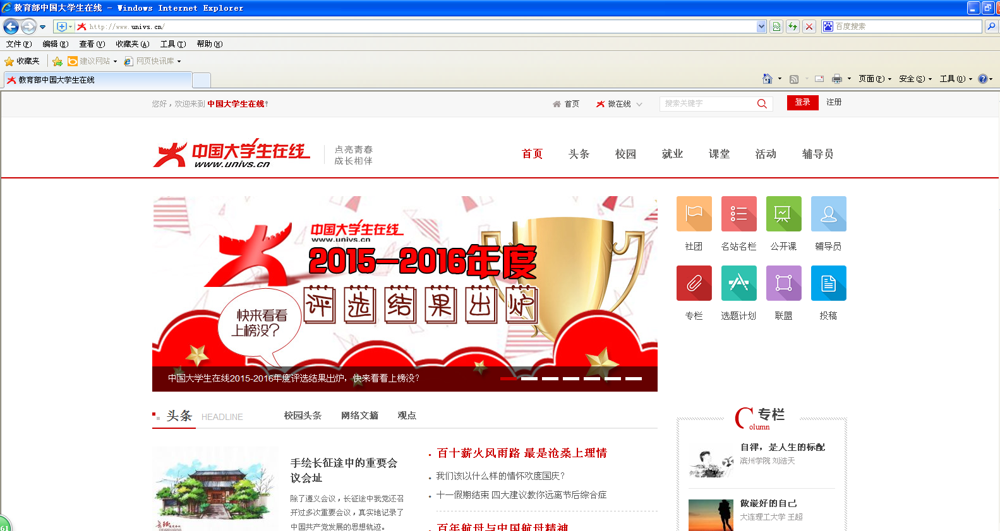 教育部中国大学生在线 - Windows Internet Explorer
http://www.univs.cn/
百度搜索
文件(F) 编辑(E) 查看(V) 收藏夹(A) 工具(T) 帮助(H)
收藏夹 建议网站 网页快讯库
教育部中国大学生在线
页面(P) 安全(S) 工具(O)
您好，欢迎来到 中国大学生在线!
首页 微在线 搜索关键字 登录 注册
中国大学生在线
www.univs.cn
点亮青春
成长相伴
首页 头条 校园 就业 课堂 活动 辅导员
中国大学生在线
www.univs.cn
2015—2016年度
评选结果出炉
快来看看
上榜没?
中国大学生在线2015-2016年度评选结果出炉，快来看看上榜没?
社团 名站名栏 公开课 辅导员
专栏 选题计划 联盟 投稿
头条 HEADLINE 校园头条 网络文摘 观点
手绘长征途中的重要会
议会址
除了遵义会议，长征途中我党还召
开过多次重要会议，真实地记录了
中国共产党发展的思想轨迹。
百十薪火风雨路 最是沧桑上理情
我们该以什么样的情怀欢度国庆?
十一假期结束 四大建议教你远离节后综合症
百年航母与中国航母精神
专栏
Column
自律，是人生的标配
滨州学院 刘浩天
做最好的自己
大连理工大学 王超
61